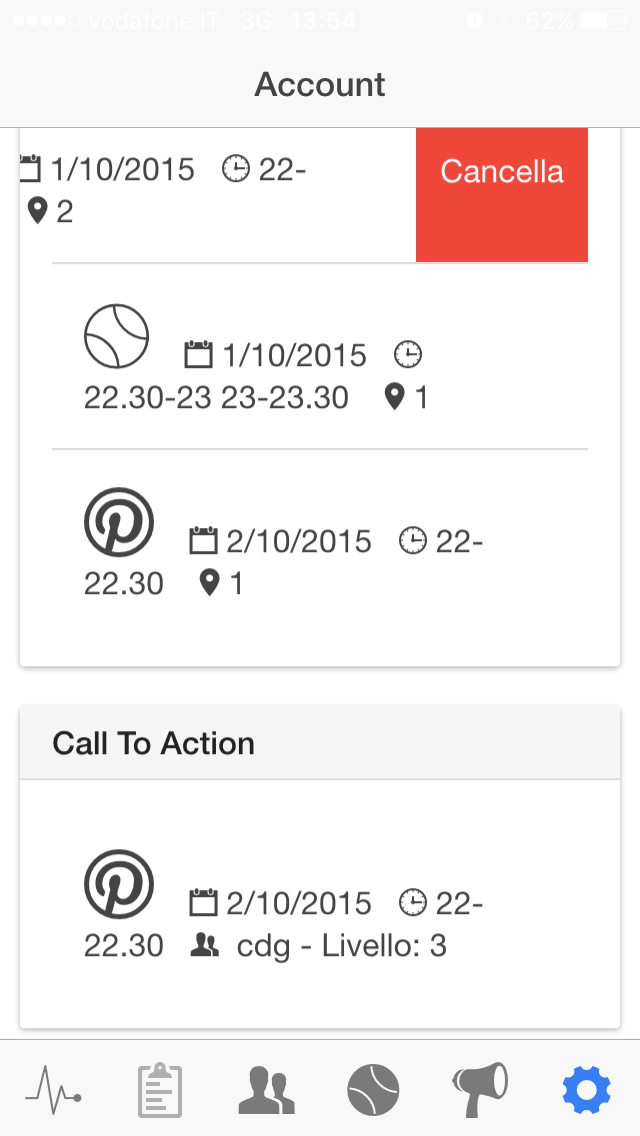 vodafone IT 3G 13:54 62%
Account
1/10/2015 22-
Cancella
2
1/10/2015
22.30-23 23-23.30 1
2/10/2015 22-
22.30 1
Call To Action
2/10/2015 22-
22.30 cdg - Livello: 3